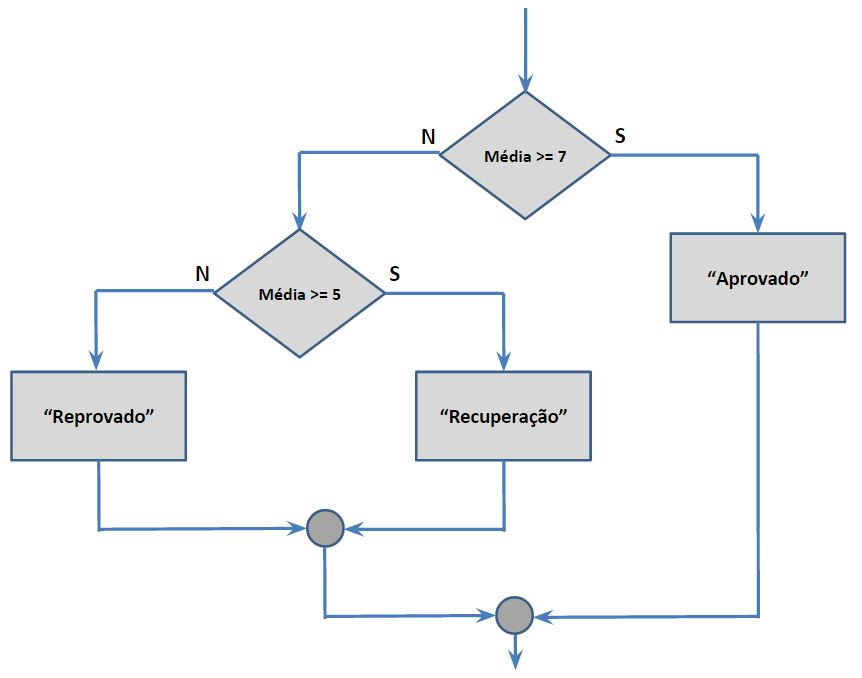 N
S
Média >= 7
N
S
Média >= 5
“Aprovado”
“Reprovado”
“Recuperação”